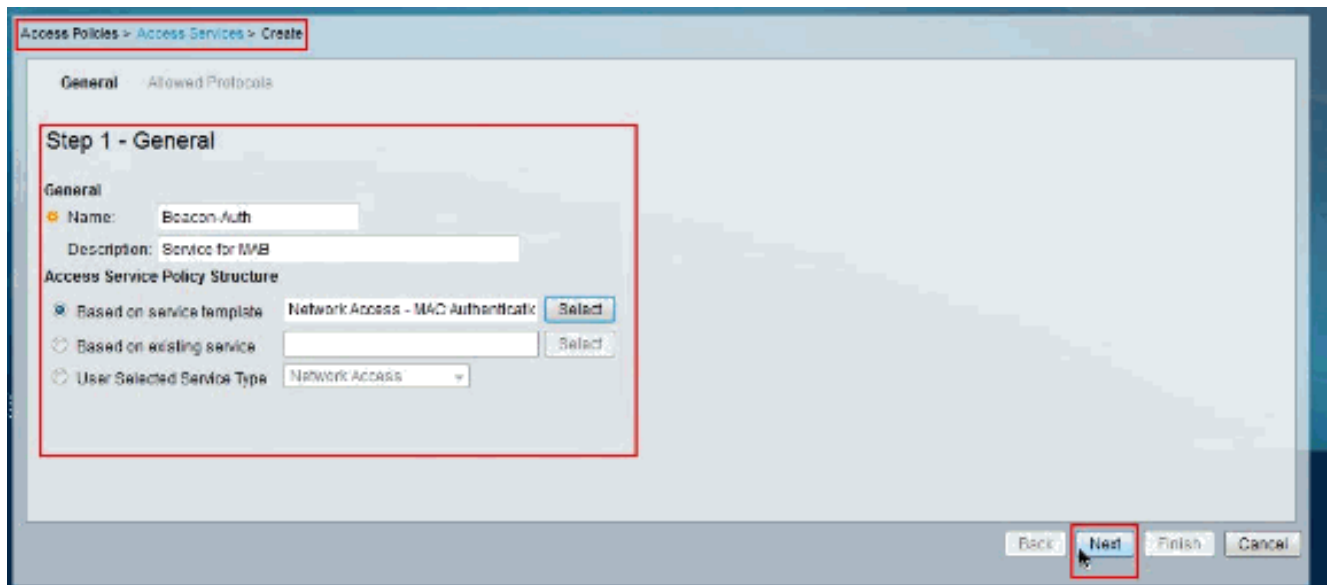 Access Policies > Access Services > Create
General Allowed Protocols
Step 1 - General
General
Name: Beacon-Auth
Description: Service for MAB
Access Service Policy Structure
Based on service template Network Access - MAC Authenticatic Select
Based on existing service Select
User Selected Service Type Network Access
Back Next Finish Cancel